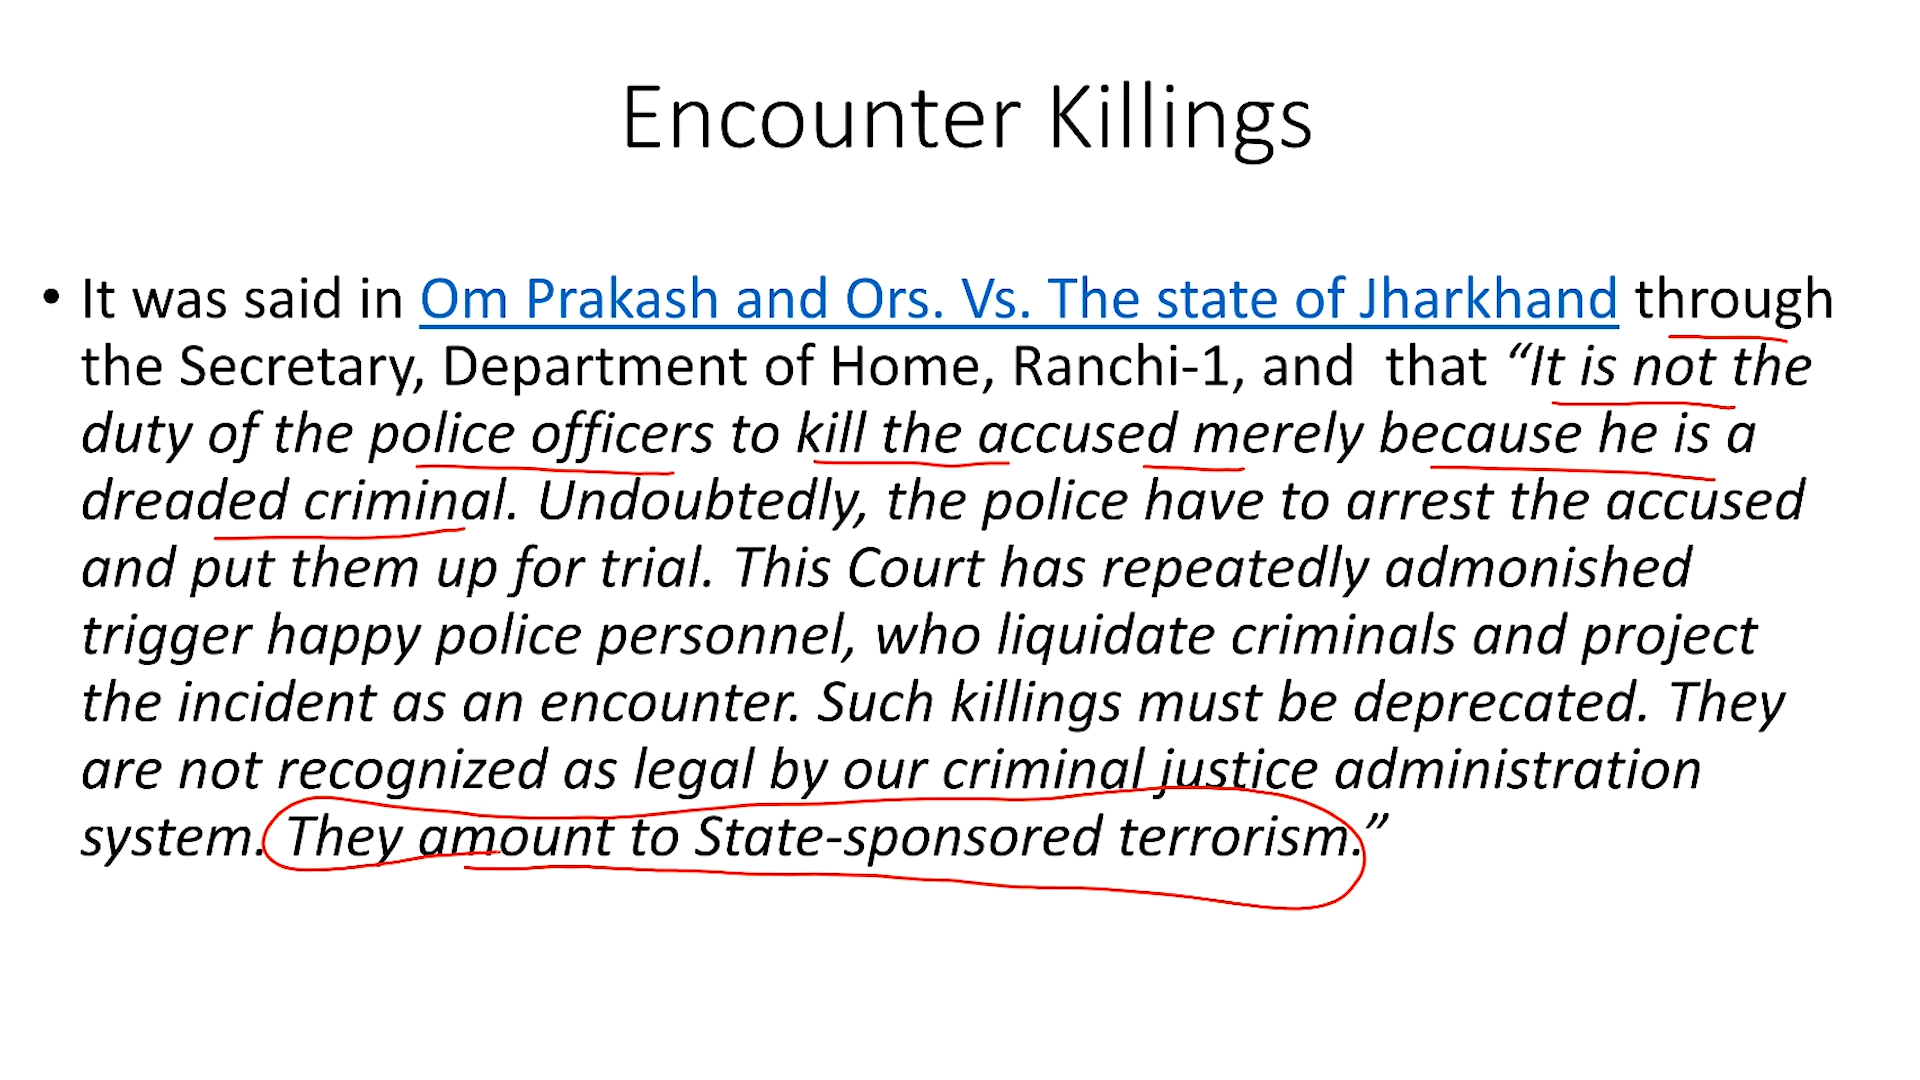 Encounter Killings
• It was said in Om Prakash and Ors. Vs. The state of Jharkhand through
the Secretary, Department of Home, Ranchi-1, and  that “It is not the
duty of the police officers to kill the accused merely because he is a
dreaded criminal. Undoubtedly, the police have to arrest the accused
and put them up for trial. This Court has repeatedly admonished
trigger happy police personnel, who liquidate criminals and project
the incident as an encounter. Such killings must be deprecated. They
are not recognized as legal by our criminal justice administration
system. They amount to State-sponsored terrorism.”